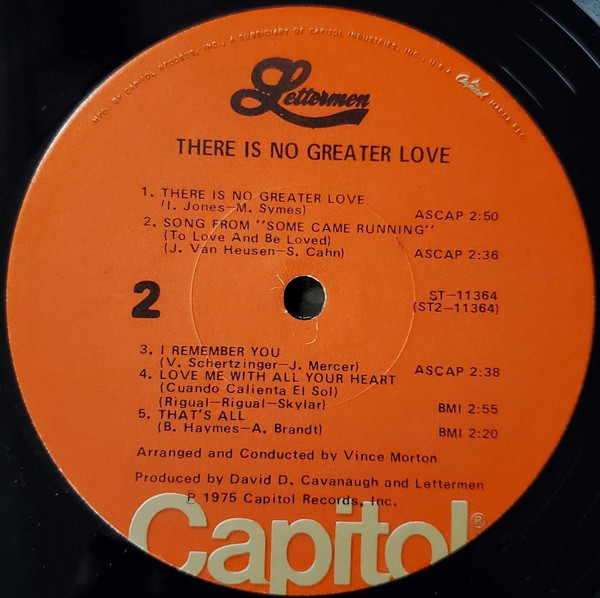 MFD. BY CAPITOL RECORDS, INC., A SUBSIDIARY OF CAPITOL INDUSTRIES, INC., U.S.A.
Capitol
MARCA REG.
Lettermen
THERE IS NO GREATER LOVE
1. THERE IS NO GREATER LOVE
(I. Jones–M. Symes) ASCAP 2:50
2. SONG FROM "SOME CAME RUNNING"
(To Love And Be Loved)
(J. Van Heusen–S. Cahn) ASCAP 2:36
2
ST–11364
(ST2–11364)
3. I REMEMBER YOU
(V. Schertzinger–J. Mercer) ASCAP 2:38
4. LOVE ME WITH ALL YOUR HEART
(Cuando Calienta El Sol)
(Rigual–Rigual–Skylar) BMI 2:55
5. THAT'S ALL
(B. Haymes–A. Brandt) BMI 2:20
Arranged and Conducted by Vince Morton
Produced by David D. Cavanaugh and Lettermen
℗ 1975 Capitol Records, Inc.
Capitol®